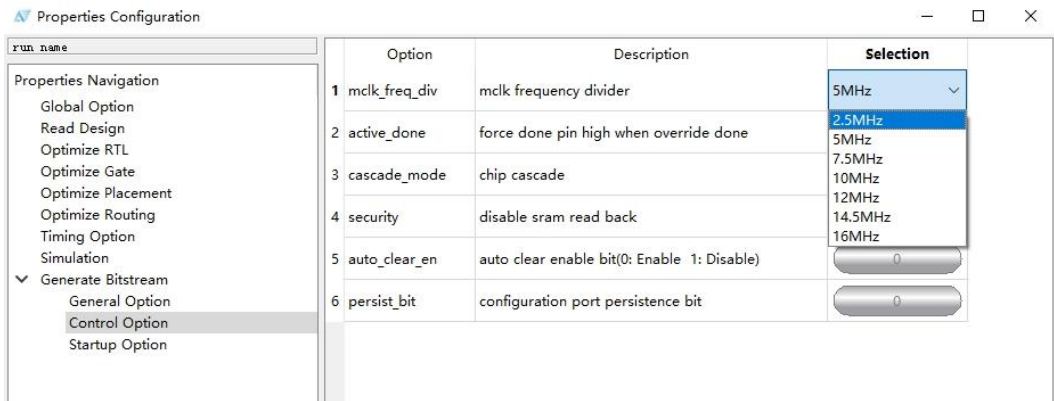 Properties Configuration
run name
Properties Navigation
Global Option
Read Design
Optimize RTL
Optimize Gate
Optimize Placement
Optimize Routing
Timing Option
Simulation
Generate Bitstream
General Option
Control Option
Startup Option
Option Description Selection
1 mclk_freq_div mclk frequency divider 5MHz
2.5MHz
5MHz
7.5MHz
10MHz
12MHz
14.5MHz
16MHz
2 active_done force done pin high when override done
3 cascade_mode chip cascade
4 security disable sram read back
5 auto_clear_en auto clear enable bit(0: Enable 1: Disable) 0
6 persist_bit configuration port persistence bit 0